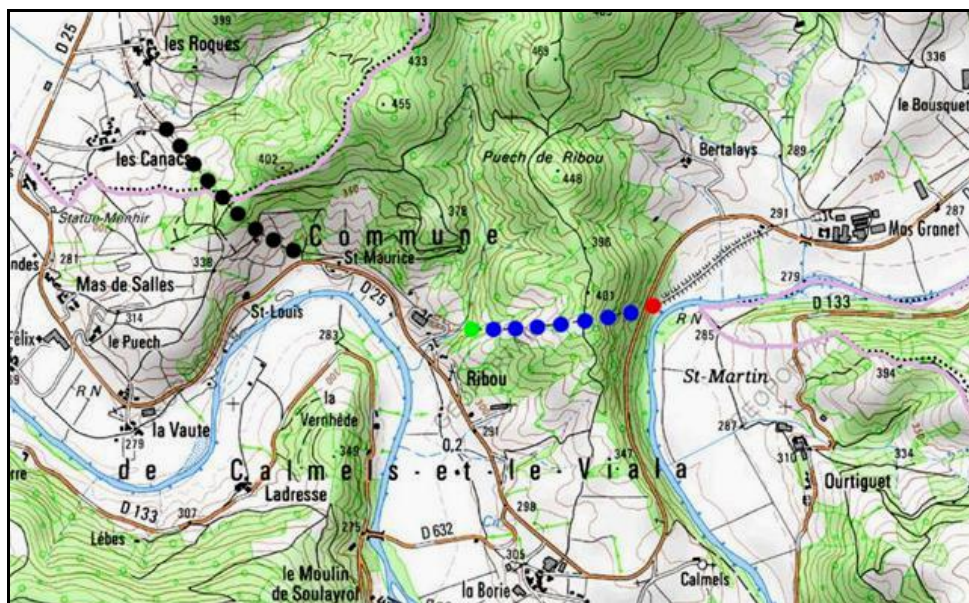 399
469
D 25
les Roques
433
336
455
le Bousquet
les Canacs
402
Puech de Ribou
Bertalays
289
448
300
287
Statue-Menhir
378
291
Commune
Mas Granet
338
St Maurice
396
281
279
Mas de Salles
D 25
401
D 133
St-Louis
R N
285
314
283
le Puech
St-Martin
394
R N
Ribou
la
Vernhède
la Vaute
287
279
291
0,2
349
347
310
334
de Calmels-et-le-Viala
Ourtiguet
Ladresse
D 133
307
298
275
D 632
Lèbes
305
le Moulin
de Soulayrol
la Borie
Calmels